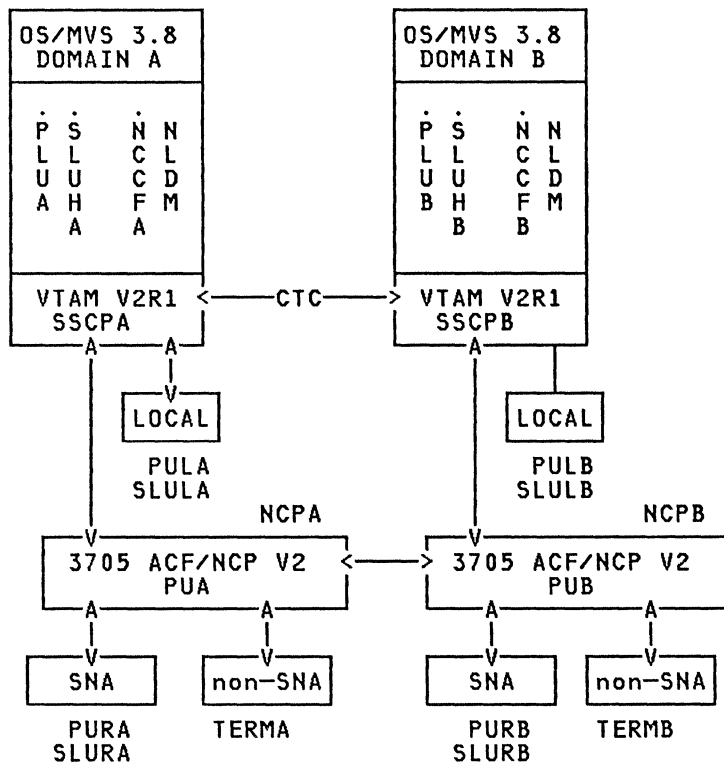 OS/MVS 3.8 OS/MVS 3.8
DOMAIN A DOMAIN B
. . . . . .
P S N N P S N N
L L C L L L C L
U U C D U U C D
A H F M B H F M
A A B B
VTAM V2R1 <——CTC——> VTAM V2R1
SSCPA SSCPB
A A A
V
LOCAL LOCAL
PULA PULB
SLULA SLULB
NCPA NCPB
V V
3705 ACF/NCP V2 <——> 3705 ACF/NCP V2
PUA PUB
A A A A
V V V V
SNA non-SNA SNA non-SNA
PURA TERMA PURB TERMB
SLURA SLURB